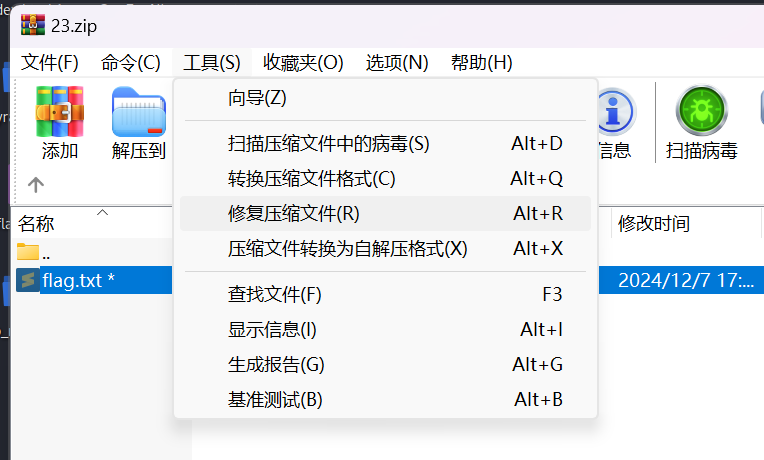 23.zip
文件(F) 命令(C) 工具(S) 收藏夹(O) 选项(N) 帮助(H)
添加 解压到 信息 扫描病毒
向导(Z)
扫描压缩文件中的病毒(S) Alt+D
转换压缩文件格式(C) Alt+Q
修复压缩文件(R) Alt+R
压缩文件转换为自解压格式(X) Alt+X
查找文件(F) F3
显示信息(I) Alt+I
生成报告(G) Alt+G
基准测试(B) Alt+B
名称 修改时间
..
flag.txt * 2024/12/7 17:...